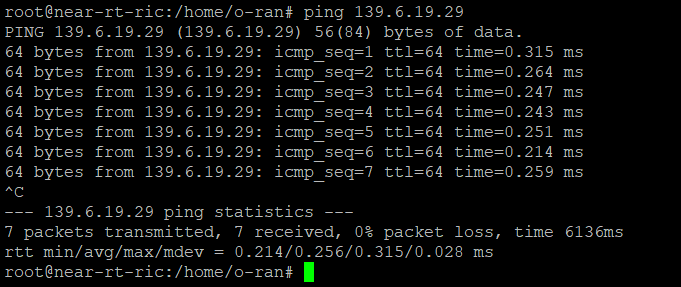 root@near-rt-ric:/home/o-ran# ping 139.6.19.29
PING 139.6.19.29 (139.6.19.29) 56(84) bytes of data.
64 bytes from 139.6.19.29: icmp_seq=1 ttl=64 time=0.315 ms
64 bytes from 139.6.19.29: icmp_seq=2 ttl=64 time=0.264 ms
64 bytes from 139.6.19.29: icmp_seq=3 ttl=64 time=0.247 ms
64 bytes from 139.6.19.29: icmp_seq=4 ttl=64 time=0.243 ms
64 bytes from 139.6.19.29: icmp_seq=5 ttl=64 time=0.251 ms
64 bytes from 139.6.19.29: icmp_seq=6 ttl=64 time=0.214 ms
64 bytes from 139.6.19.29: icmp_seq=7 ttl=64 time=0.259 ms
^C
--- 139.6.19.29 ping statistics ---
7 packets transmitted, 7 received, 0% packet loss, time 6136ms
rtt min/avg/max/mdev = 0.214/0.256/0.315/0.028 ms
root@near-rt-ric:/home/o-ran#